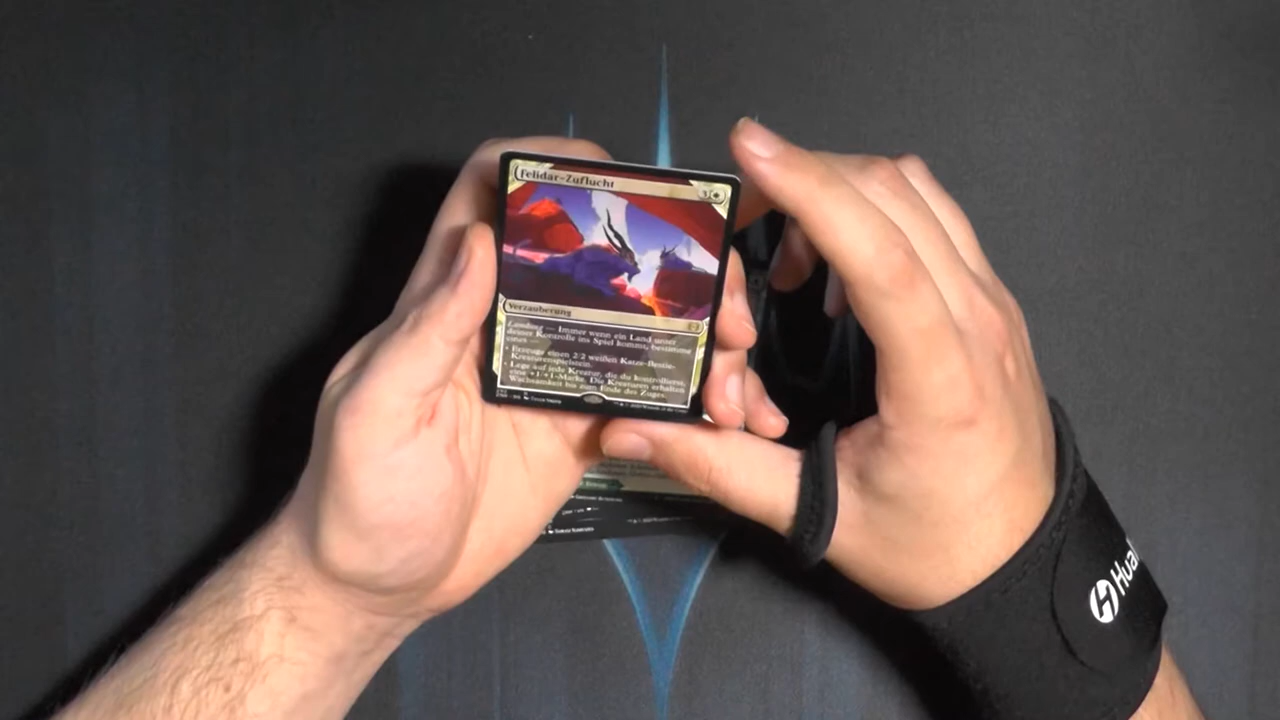 Felidar-Zuflucht
3
Verzauberung
Landung — Immer wenn ein Land unter
deiner Kontrolle ins Spiel kommt, bestimme
eines —
• Erzeuge einen 2/2 weißen Katze-Bestie-
Kreaturenspielstein.
• Lege auf jede Kreatur, die du kontrollierst,
eine +1/+1-Marke. Die Kreaturen erhalten
Wachsamkeit bis zum Ende des Zuges.
Hua